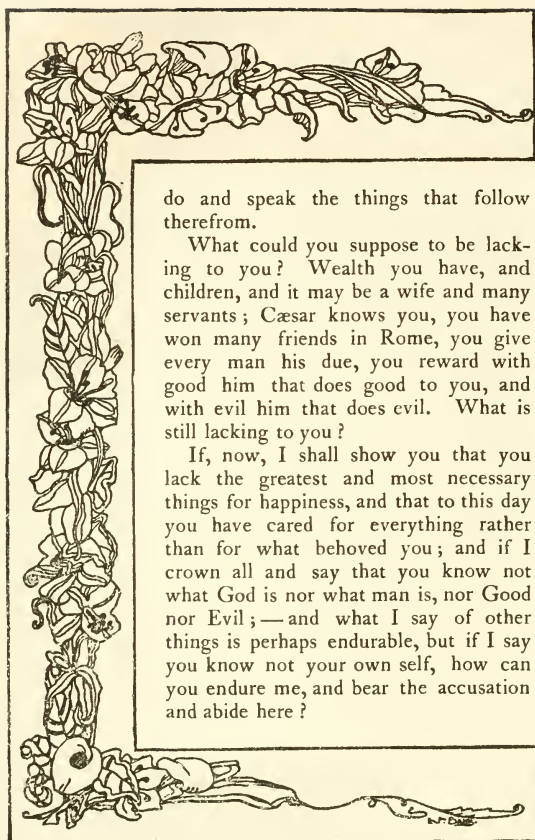 do and speak the things that follow
therefrom.
What could you suppose to be lack-
ing to you? Wealth you have, and
children, and it may be a wife and many
servants; Cæsar knows you, you have
won many friends in Rome, you give
every man his due, you reward with
good him that does good to you, and
with evil him that does evil. What is
still lacking to you?
If, now, I shall show you that you
lack the greatest and most necessary
things for happiness, and that to this day
you have cared for everything rather
than for what behoved you; and if I
crown all and say that you know not
what God is nor what man is, nor Good
nor Evil;—and what I say of other
things is perhaps endurable, but if I say
you know not your own self, how can
you endure me, and bear the accusation
and abide here?